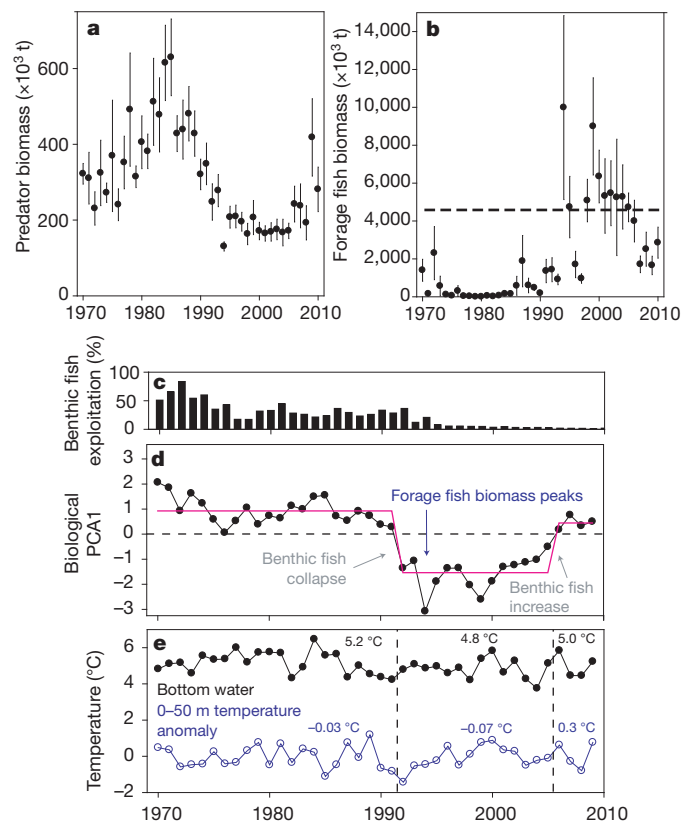 a
Predator biomass (×10³ t)
600
400
200
0
1970 1980 1990 2000 2010
b
Forage fish biomass (×10³ t)
14,000
12,000
10,000
8,000
6,000
4,000
2,000
0
1970 1980 1990 2000 2010
c
Benthic fish
exploitation (%)
100
50
0
d
Biological
PCA1
3
2
1
0
−1
−2
−3
Forage fish biomass peaks
Benthic fish
collapse
Benthic fish
increase
e
Temperature (°C)
6
4
2
0
−2
5.2 °C 4.8 °C 5.0 °C
Bottom water
0–50 m temperature
anomaly
−0.03 °C −0.07 °C 0.3 °C
1970 1980 1990 2000 2010